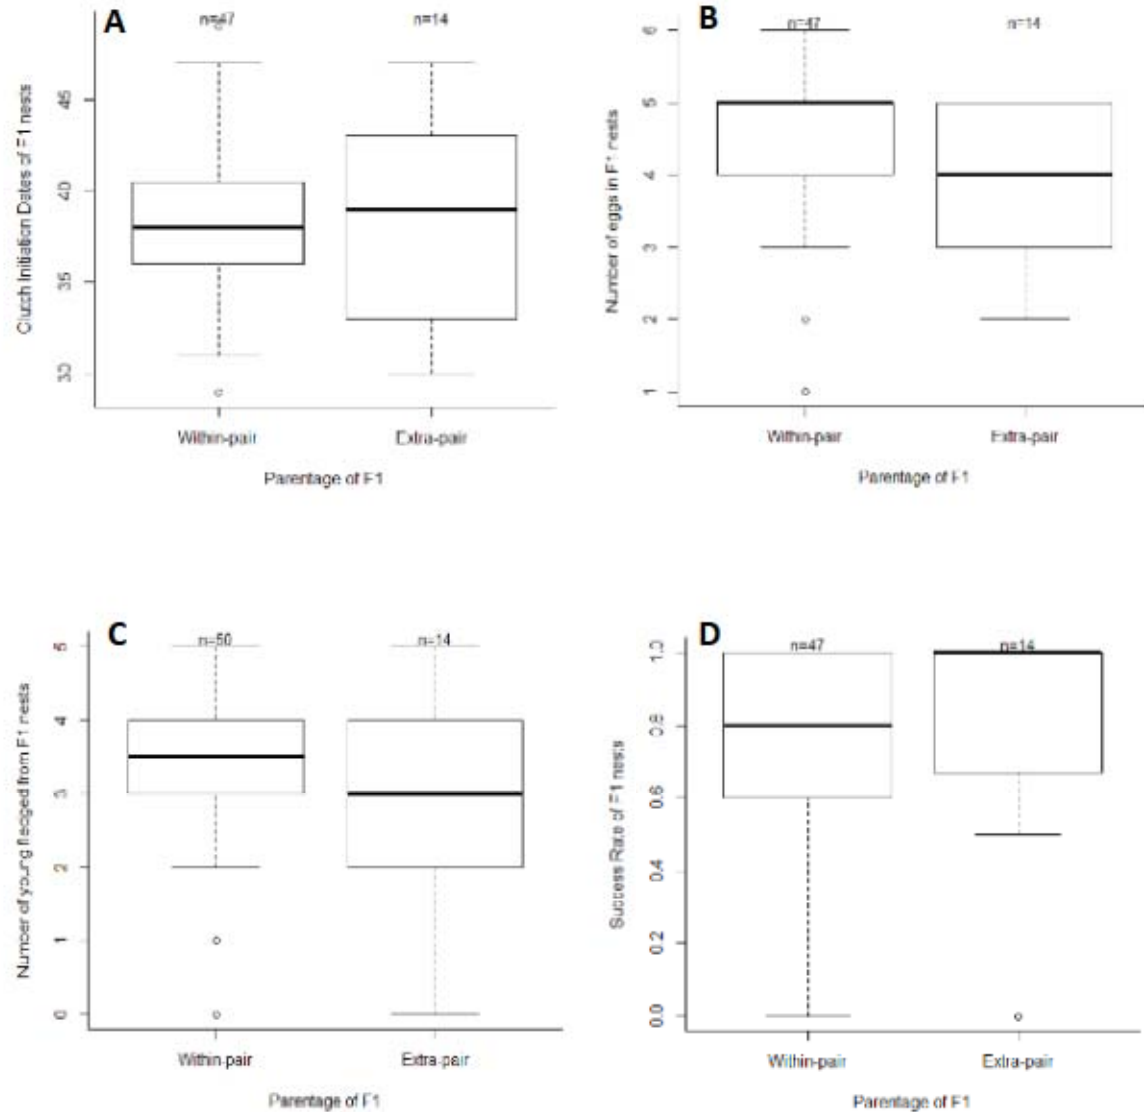 A
n=47
n=14
Clutch Initiation Dates of F1 nests
45
40
35
30
Within-pair
Extra-pair
Parentage of F1
B
n=47
n=14
Number of eggs in F1 nests
6
5
4
3
2
1
Within-pair
Extra-pair
Parentage of F1
C
n=50
n=14
Number of young fledged from F1 nests
5
4
3
2
1
0
Within-pair
Extra-pair
Parentage of F1
D
n=47
n=14
Success Rate of F1 nests
1.0
0.8
0.6
0.4
0.2
0.0
Within-pair
Extra-pair
Parentage of F1